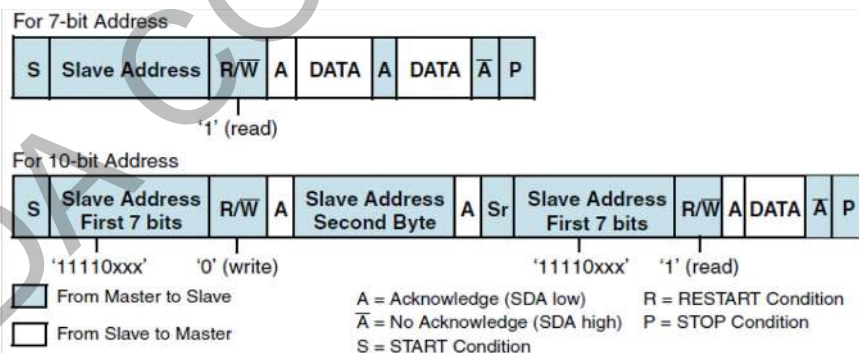 For 7-bit Address
S Slave Address R/W̅ A DATA A DATA A̅ P
'1' (read)
For 10-bit Address
S Slave Address First 7 bits R/W̅ A Slave Address Second Byte A Sr Slave Address First 7 bits R/W̅ A DATA A̅ P
'11110xxx' '0' (write) '11110xxx' '1' (read)
From Master to Slave
From Slave to Master
A = Acknowledge (SDA low)
A̅ = No Acknowledge (SDA high)
S = START Condition
R = RESTART Condition
P = STOP Condition